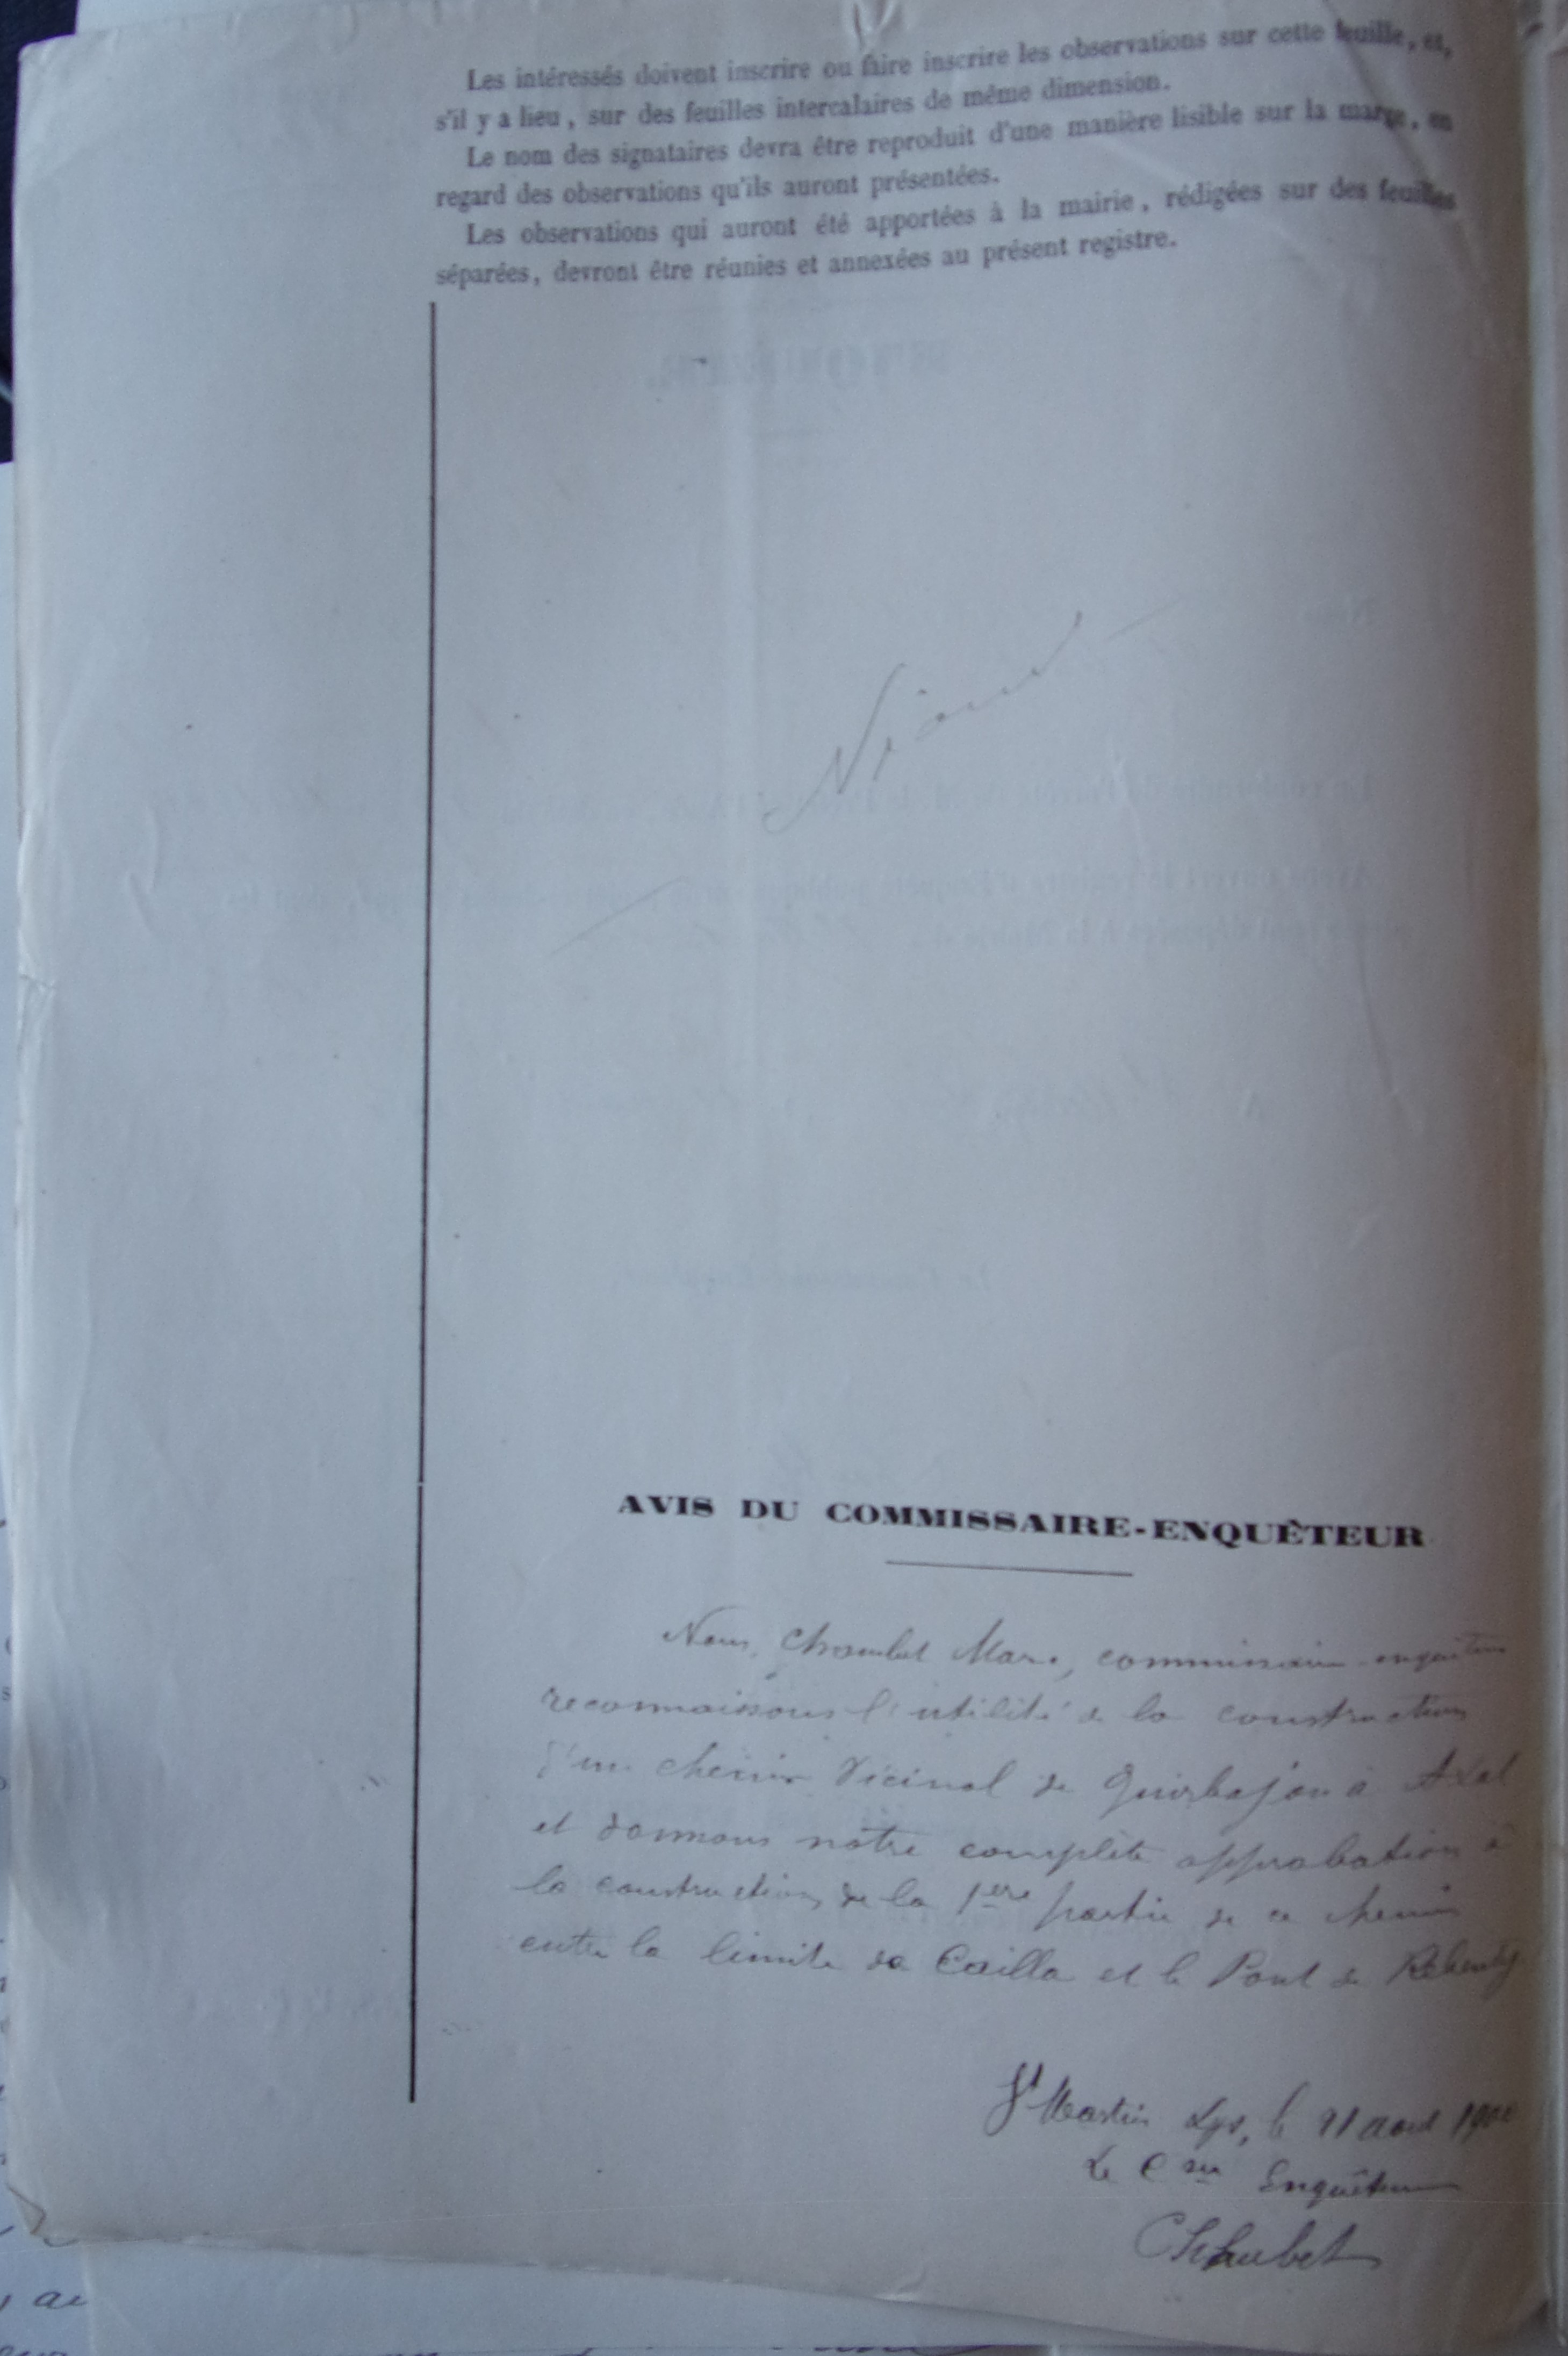 Les intéressés doivent inscrire ou faire inscrire les observations sur cette feuille, et,
s'il y a lieu, sur des feuilles intercalaires de même dimension.
Le nom des signataires devra être reproduit d'une manière lisible sur la marge, en
regard des observations qu'ils auront présentées.
Les observations qui auront été apportées à la mairie, rédigées sur des feuilles
séparées, devront être réunies et annexées au présent registre.
Néant
AVIS DU COMMISSAIRE-ENQUÊTEUR
Nous, Chaubet Marc, commissaire enquêteur
reconnaissons l'utilité de la construction
d'un chemin vicinal de Quirbajou à Axat
et donnons notre complète approbation à
la construction de la 1ère partie de ce chemin
entre la limite de Cailla et le Pont de Rebenty
St Martin Lys, le 21 août
Le Cre Enquêteur
Chaubet